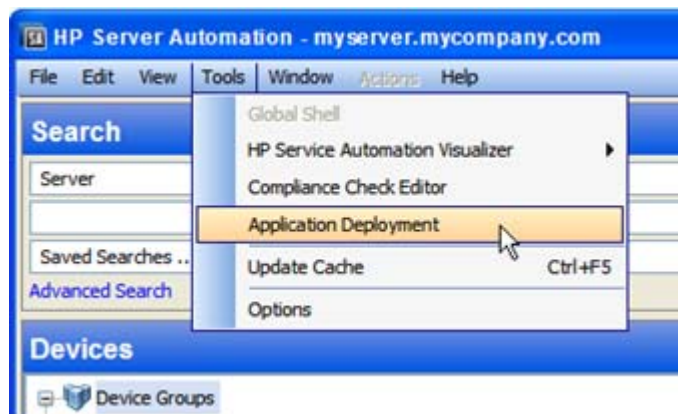 HP Server Automation - myserver.mycompany.com
File Edit View Tools Window Actions Help
Search
Server
Saved Searches ..
Advanced Search
Global Shell
HP Service Automation Visualizer
Compliance Check Editor
Application Deployment
Update Cache Ctrl+F5
Options
Devices
Device Groups